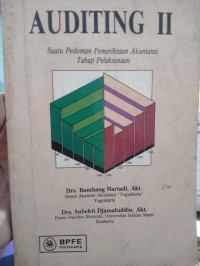 AUDITING II
Suatu Pedoman Pemeriksaan Akuntansi
Tahap Pelaksanaan
Drs. Bambang Hartadi, Akt.
Dosen Akademi Akuntansi "Yogyakarta"
Yogyakarta
Drs. Subekti Djamaluddin, Akt.
Dosen Fakultas Ekonomi, Universitas Sebelas Maret
Surakarta
BPFE
YOGYAKARTA